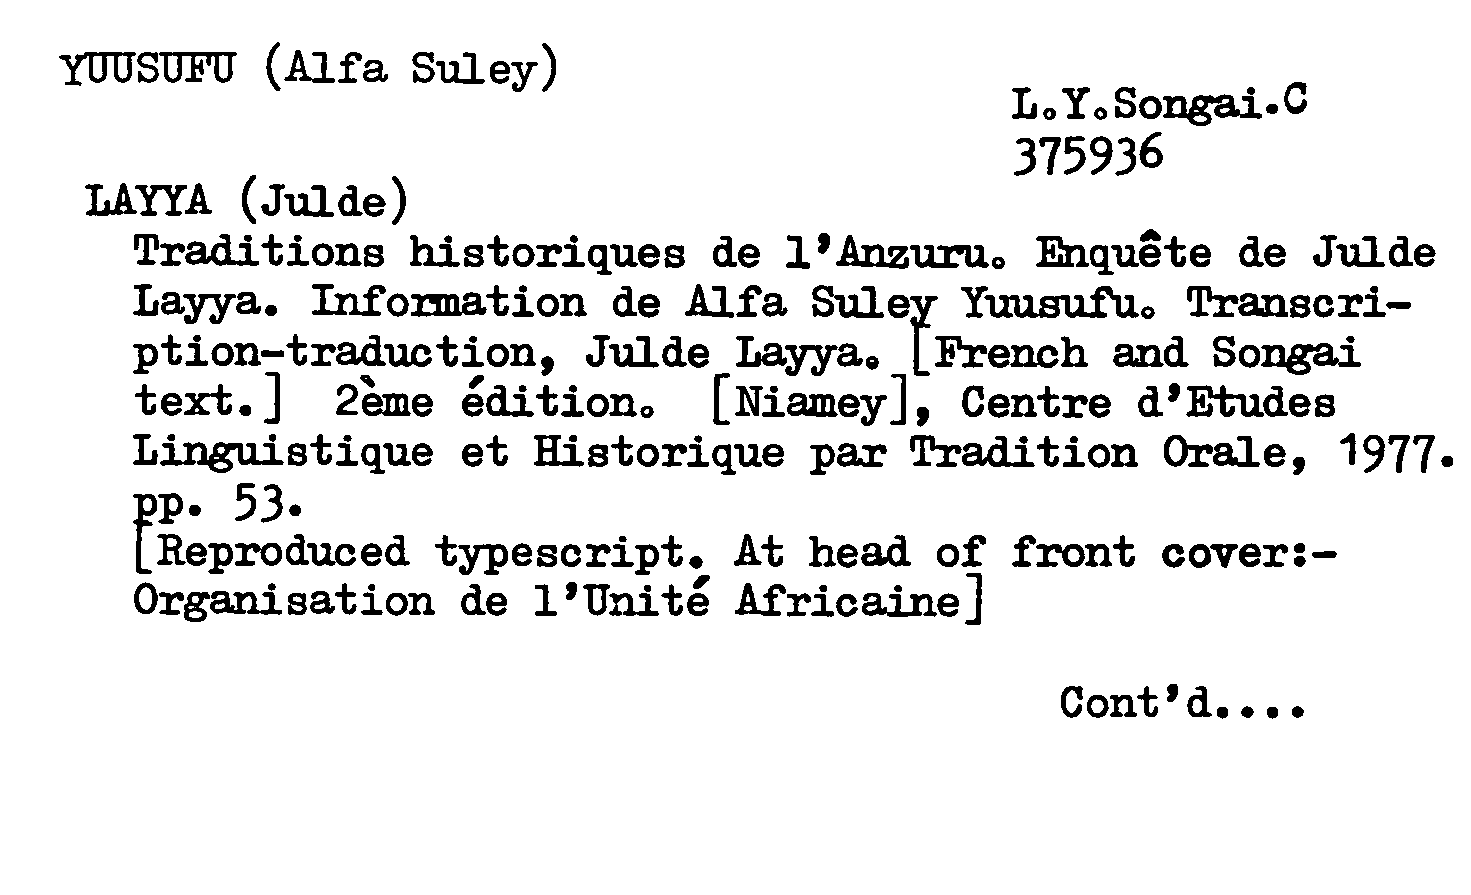 YUUSUFU (Alfa Suley)
L.Y.Songai.C
375936
LAYYA (Julde)
Traditions historiques de l'Anzuru. Enquête de Julde
Layya. Information de Alfa Suley Yuusufu. Transcri-
ption-traduction, Julde Layya. [French and Songai
text.] 2ème édition. [Niamey], Centre d'Etudes
Linguistique et Historique par Tradition Orale, 1977.
pp. 53.
[Reproduced typescript. At head of front cover:-
Organisation de l'Unité Africaine]
Cont'd....